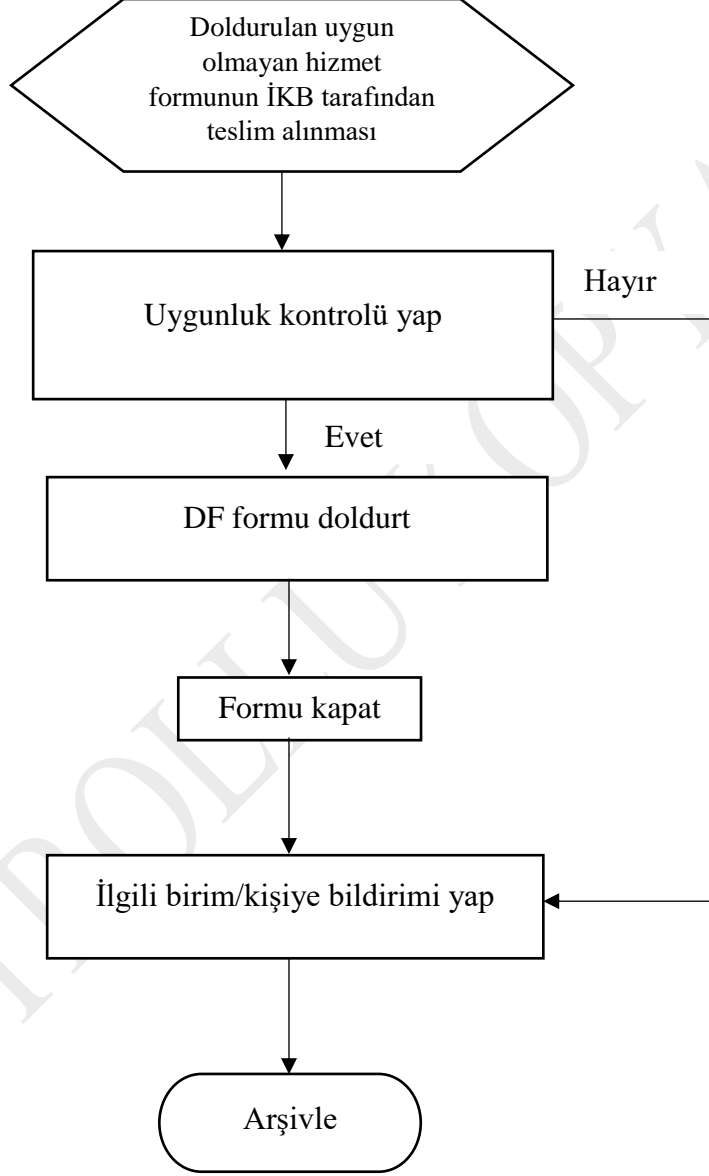 Doldurulan uygun
olmayan hizmet
formunun İKB tarafından
teslim alınması
Hayır
Uygunluk kontrolü yap
Evet
DF formu doldurt
Formu kapat
İlgili birim/kişiye bildirimi yap
Arşivle